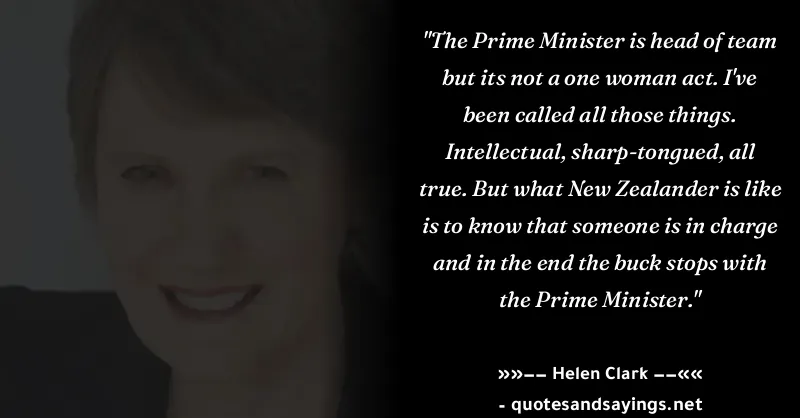 "The Prime Minister is head of team
but its not a one woman act. I've
been called all those things.
Intellectual, sharp-tongued, all
true. But what New Zealander is like
is to know that someone is in charge
and in the end the buck stops with
the Prime Minister."
»»–– Helen Clark ––««
- quotesandsayings.net